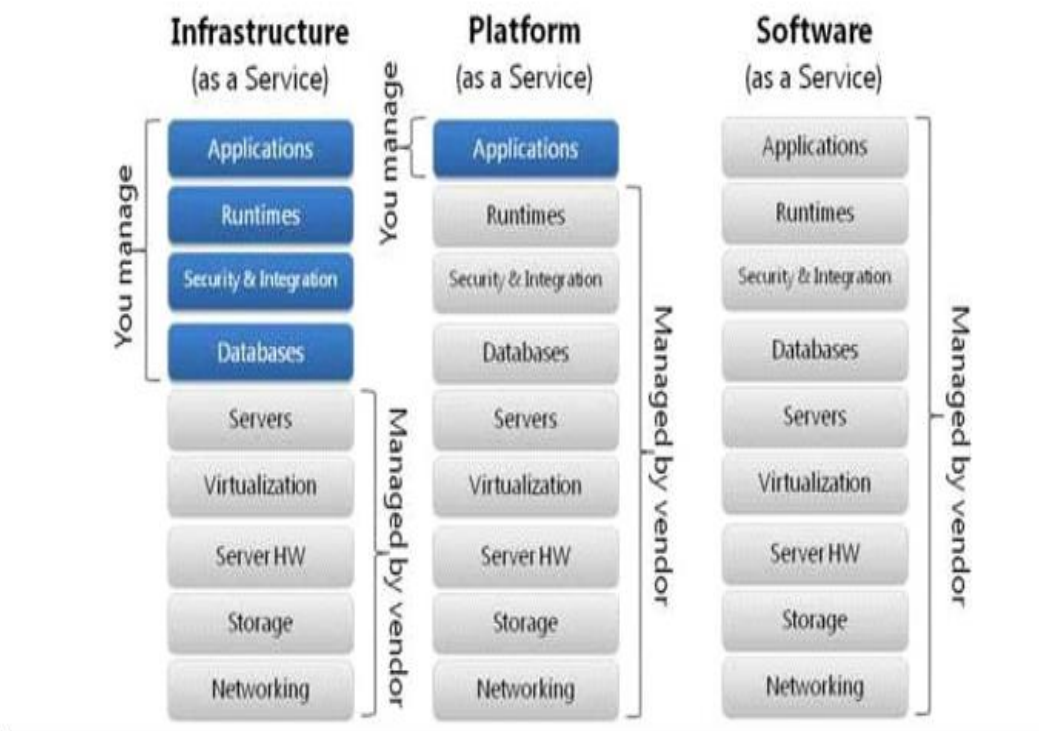 Infrastructure
(as a Service)
You manage
Applications
Runtimes
Security & Integration
Databases
Servers
Virtualization
Server HW
Storage
Networking
Managed by vendor
Platform
(as a Service)
You manage
Applications
Runtimes
Security & Integration
Databases
Servers
Virtualization
Server HW
Storage
Networking
Managed by vendor
Software
(as a Service)
Applications
Runtimes
Security & Integration
Databases
Servers
Virtualization
Server HW
Storage
Networking
Managed by vendor